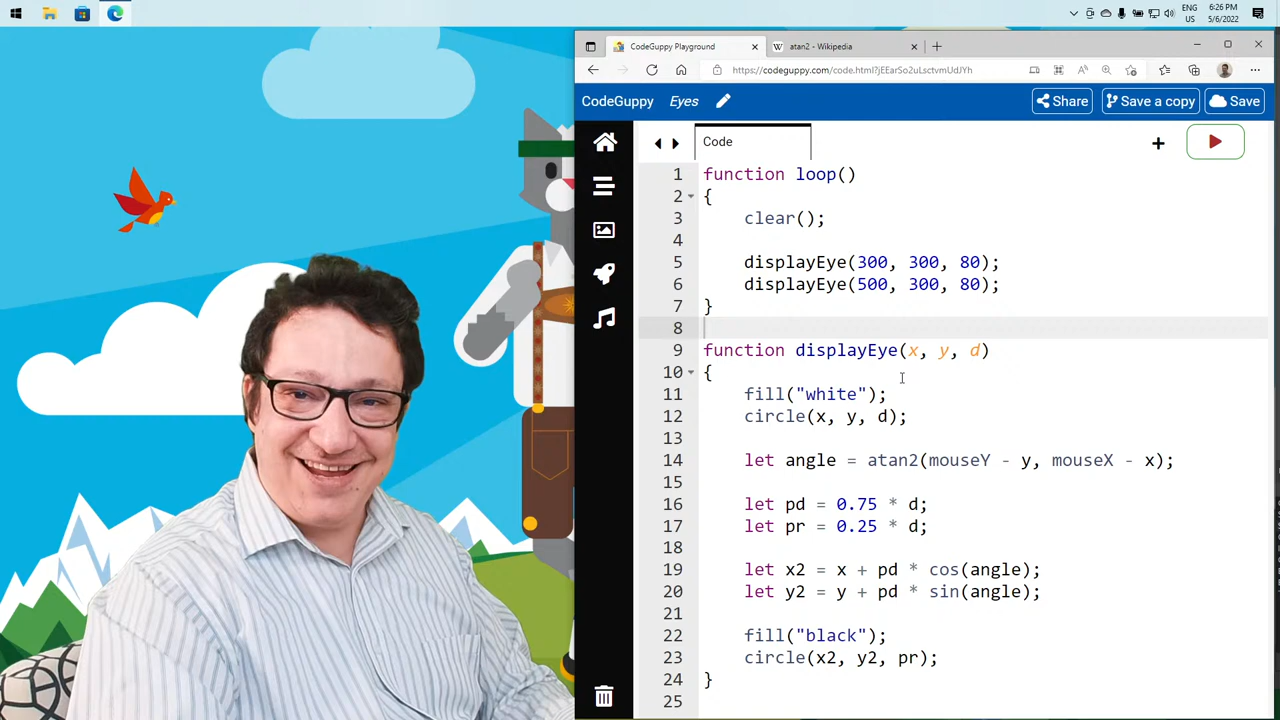 ENG
US
6:26 PM
5/6/2022
CodeGuppy Playground
atan2 - Wikipedia
https://codeguppy.com/code.html?jEEarSo2uLsctvmUdJYh
CodeGuppy Eyes
Share
Save a copy
Save
Code
1 function loop()
2 {
3 clear();
4
5 displayEye(300, 300, 80);
6 displayEye(500, 300, 80);
7 }
8
9 function displayEye(x, y, d)
10 {
11 fill("white");
12 circle(x, y, d);
13
14 let angle = atan2(mouseY - y, mouseX - x);
15
16 let pd = 0.75 * d;
17 let pr = 0.25 * d;
18
19 let x2 = x + pd * cos(angle);
20 let y2 = y + pd * sin(angle);
21
22 fill("black");
23 circle(x2, y2, pr);
24 }
25